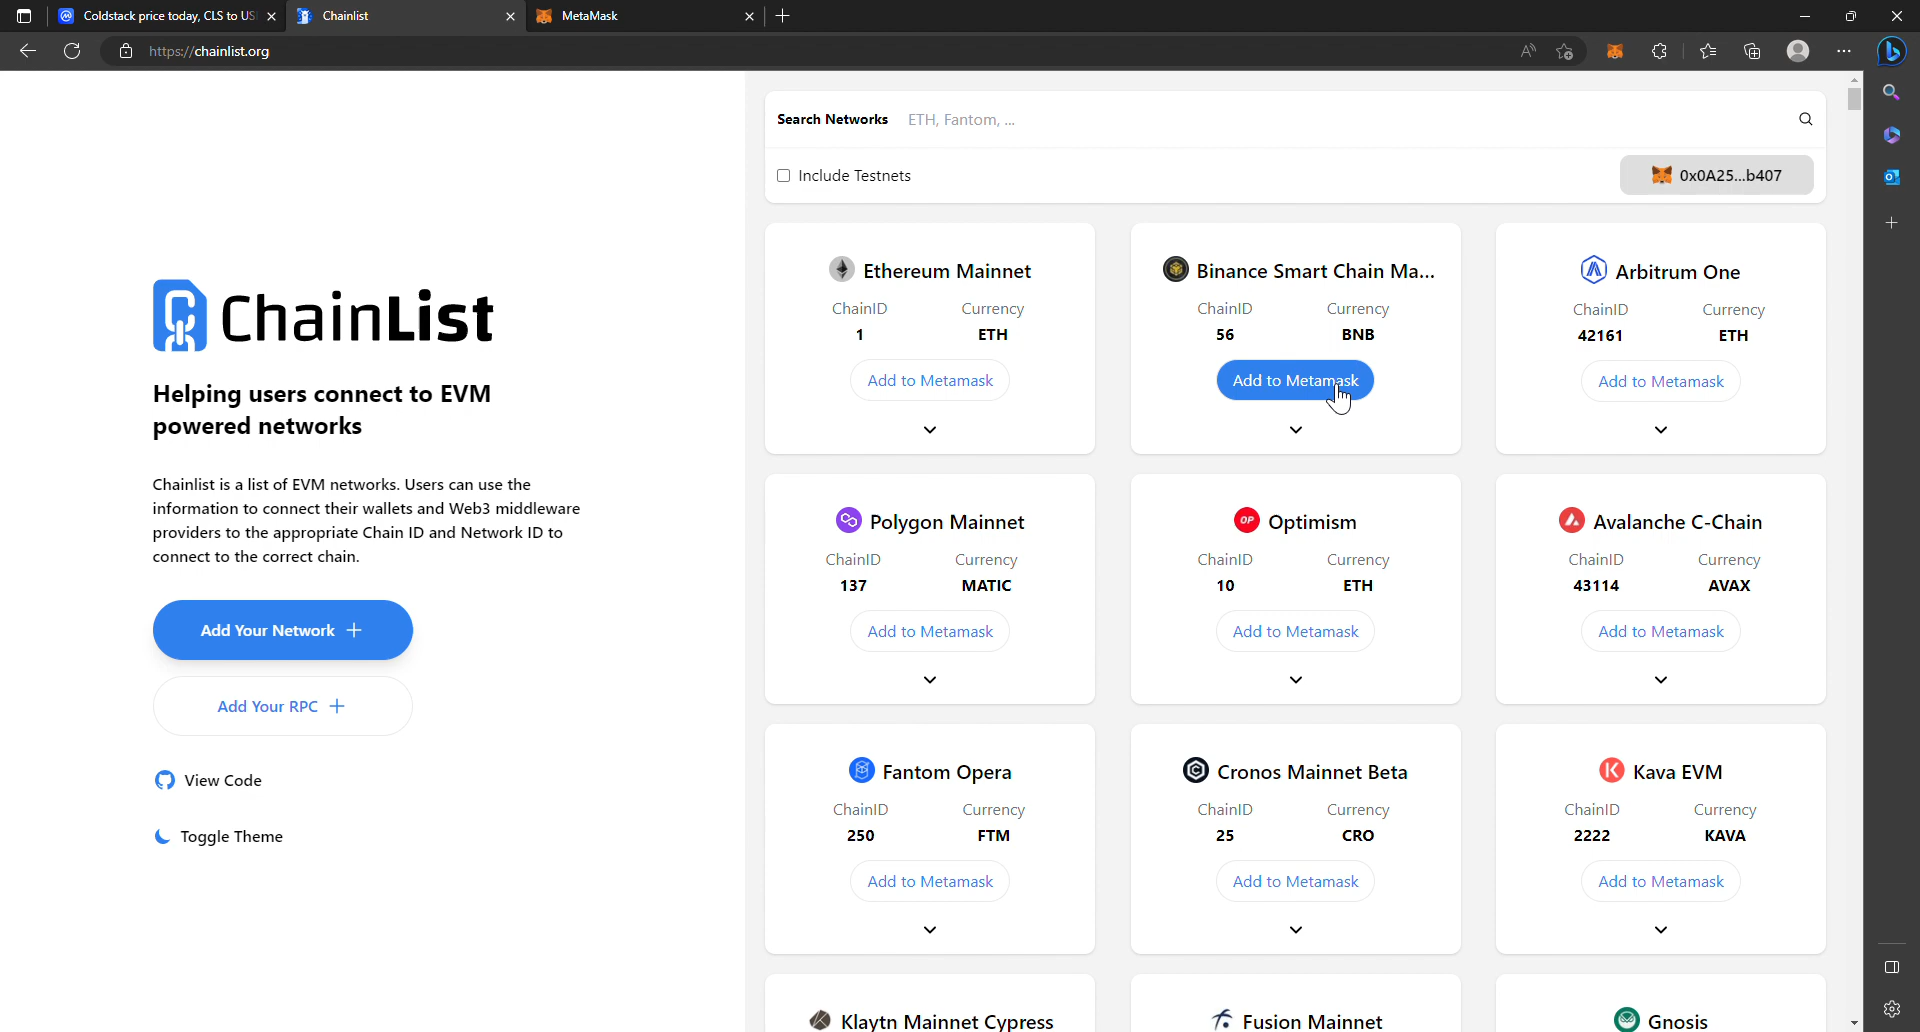 Coldstack price today, CLS to US
Chainlist
MetaMask
https://chainlist.org
ChainList
Helping users connect to EVM
powered networks
Chainlist is a list of EVM networks. Users can use the
information to connect their wallets and Web3 middleware
providers to the appropriate Chain ID and Network ID to
connect to the correct chain.
Add Your Network
Add Your RPC
View Code
Toggle Theme
Search Networks ETH, Fantom, ...
Include Testnets
0x0A25...b407
Ethereum Mainnet
ChainID Currency
1 ETH
Add to Metamask
Binance Smart Chain Ma...
ChainID Currency
56 BNB
Add to Metamask
Arbitrum One
ChainID Currency
42161 ETH
Add to Metamask
Polygon Mainnet
ChainID Currency
137 MATIC
Add to Metamask
OP Optimism
ChainID Currency
10 ETH
Add to Metamask
Avalanche C-Chain
ChainID Currency
43114 AVAX
Add to Metamask
Fantom Opera
ChainID Currency
250 FTM
Add to Metamask
Cronos Mainnet Beta
ChainID Currency
25 CRO
Add to Metamask
Kava EVM
ChainID Currency
2222 KAVA
Add to Metamask
Klaytn Mainnet Cypress
Fusion Mainnet
Gnosis